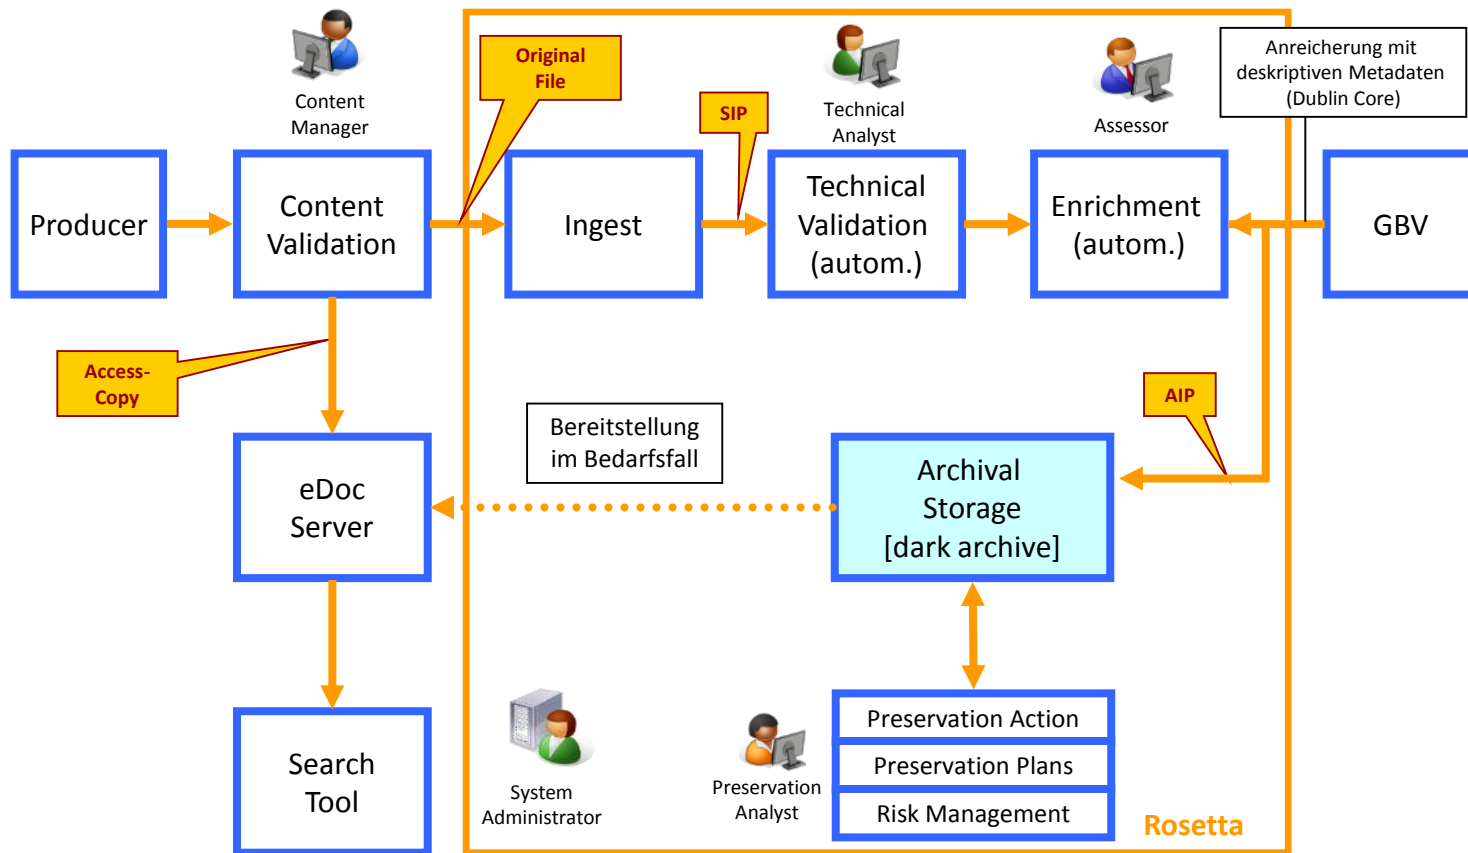 Content
Manager
Original
File
SIP
Technical
Analyst
Assessor
Anreicherung mit
deskriptiven Metadaten
(Dublin Core)
Producer
Content
Validation
Ingest
Technical
Validation
(autom.)
Enrichment
(autom.)
GBV
Access-
Copy
AIP
Bereitstellung
im Bedarfsfall
eDoc
Server
Archival
Storage
[dark archive]
Search
Tool
System
Administrator
Preservation
Analyst
Preservation Action
Preservation Plans
Risk Management
Rosetta